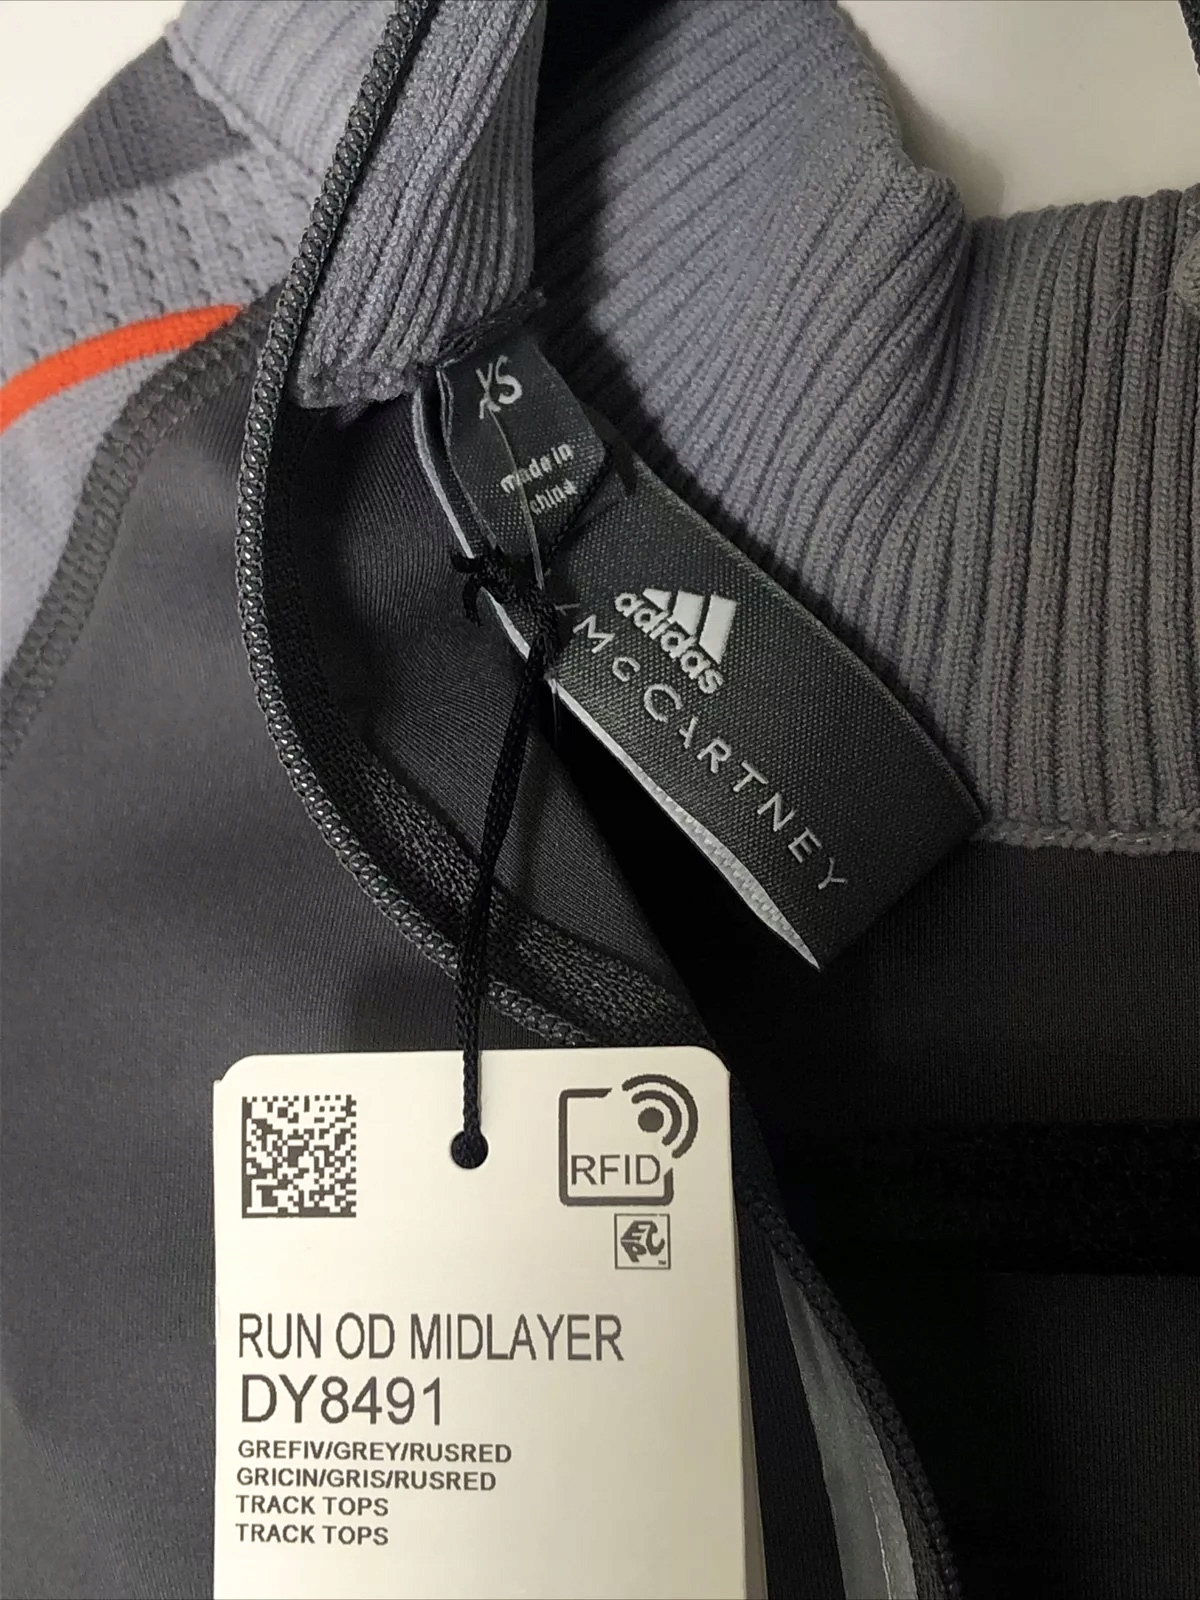 XS
made in
china
adidas
McCARTNEY
RFID
EPC
RUN OD MIDLAYER
DY8491
GREFIV/GREY/RUSRED
GRICIN/GRIS/RUSRED
TRACK TOPS
TRACK TOPS